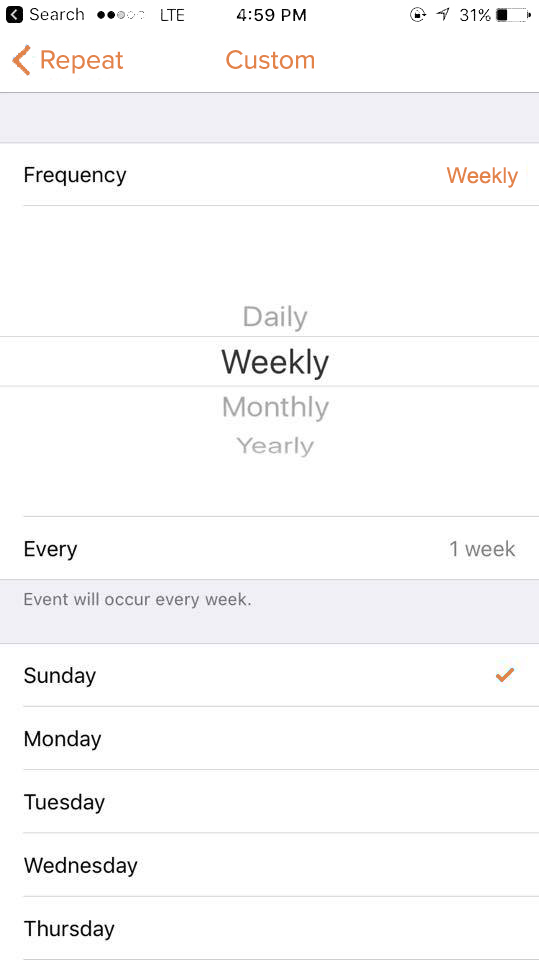 Search LTE 4:59 PM 31%
Repeat Custom
Frequency Weekly
Daily
Weekly
Monthly
Yearly
Every 1 week
Event will occur every week.
Sunday
Monday
Tuesday
Wednesday
Thursday